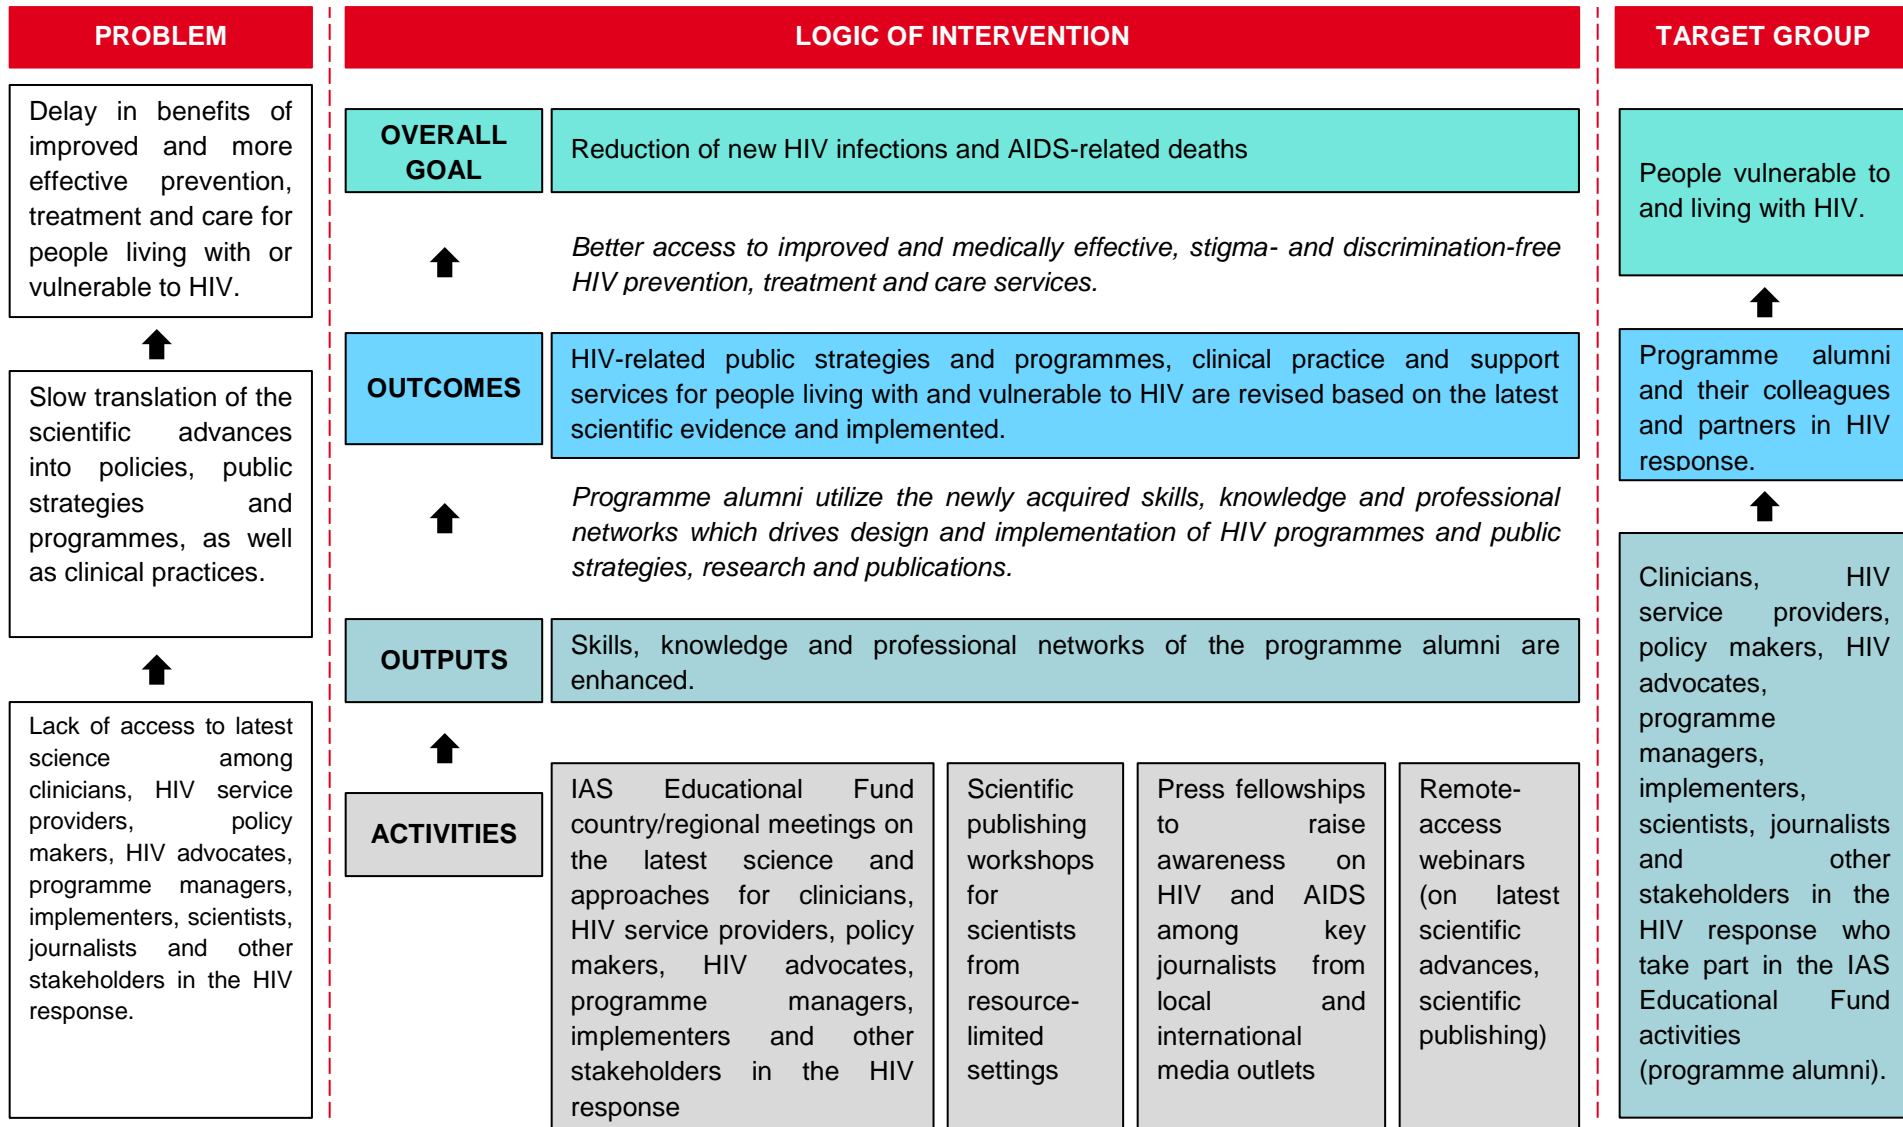 PROBLEM
Delay in benefits of
improved and more
effective prevention,
treatment and care for
people living with or
vulnerable to HIV.
Slow translation of the
scientific advances
into policies, public
strategies and
programmes, as well
as clinical practices.
Lack of access to latest
science among
clinicians, HIV service
providers, policy
makers, HIV advocates,
programme managers,
implementers, scientists,
journalists and other
stakeholders in the HIV
response.
LOGIC OF INTERVENTION
OVERALL
GOAL
Reduction of new HIV infections and AIDS-related deaths
Better access to improved and medically effective, stigma- and discrimination-free
HIV prevention, treatment and care services.
OUTCOMES
HIV-related public strategies and programmes, clinical practice and support
services for people living with and vulnerable to HIV are revised based on the latest
scientific evidence and implemented.
Programme alumni utilize the newly acquired skills, knowledge and professional
networks which drives design and implementation of HIV programmes and public
strategies, research and publications.
OUTPUTS
Skills, knowledge and professional networks of the programme alumni are
enhanced.
ACTIVITIES
IAS Educational Fund
country/regional meetings on
the latest science and
approaches for clinicians,
HIV service providers, policy
makers, HIV advocates,
programme managers,
implementers and other
stakeholders in the HIV
response
Scientific
publishing
workshops
for
scientists
from
resource-
limited
settings
Press fellowships
to raise
awareness on
HIV and AIDS
among key
journalists from
local and
international
media outlets
Remote-
access
webinars
(on latest
scientific
advances,
scientific
publishing)
TARGET GROUP
People vulnerable to
and living with HIV.
Programme alumni
and their colleagues
and partners in HIV
response.
Clinicians, HIV
service providers,
policy makers, HIV
advocates,
programme
managers,
implementers,
scientists, journalists
and other
stakeholders in the
HIV response who
take part in the IAS
Educational Fund
activities
(programme alumni).